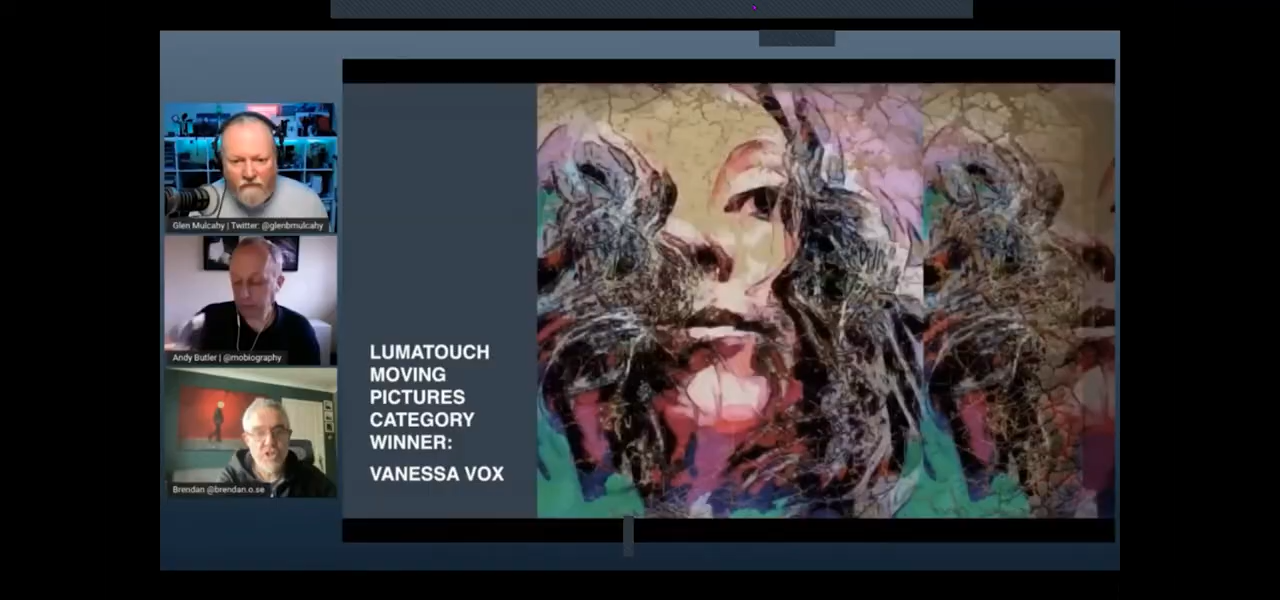 Glen Mulcahy | Twitter: @glenbmulcahy
Andy Butler | @mobiography
Brendan @brendan.o.se
LUMATOUCH
MOVING
PICTURES
CATEGORY
WINNER:
VANESSA VOX